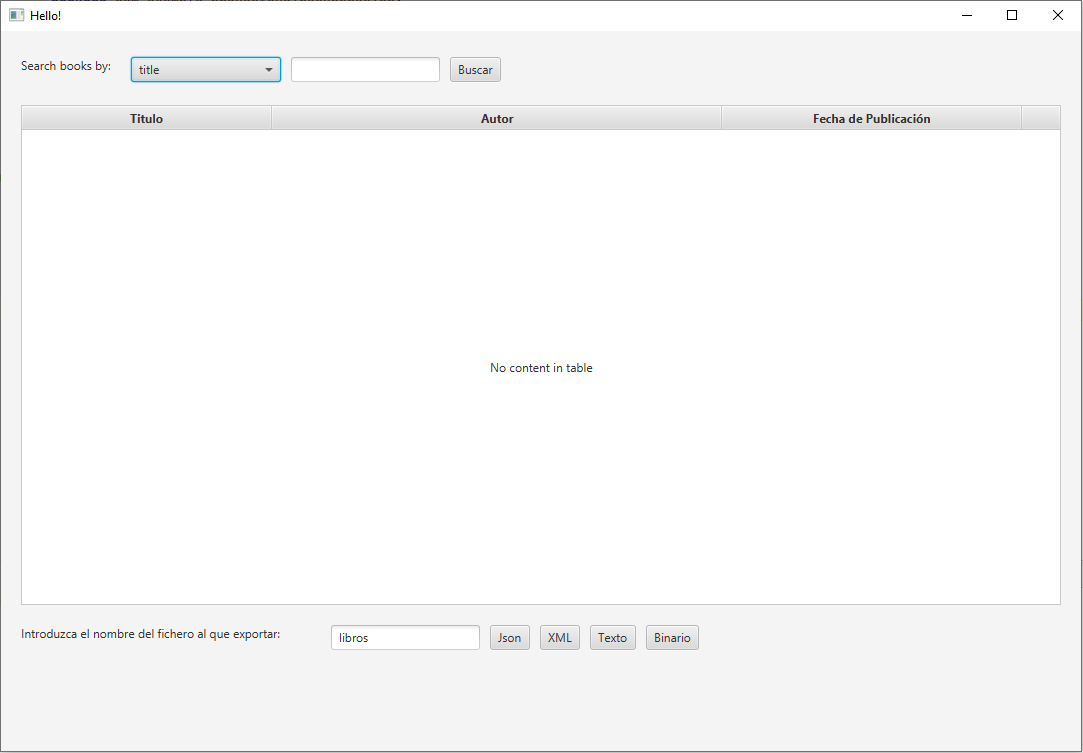 Hello!
Search books by: title Buscar
Titulo Autor Fecha de Publicación
No content in table
Introduzca el nombre del fichero al que exportar: libros Json XML Texto Binario